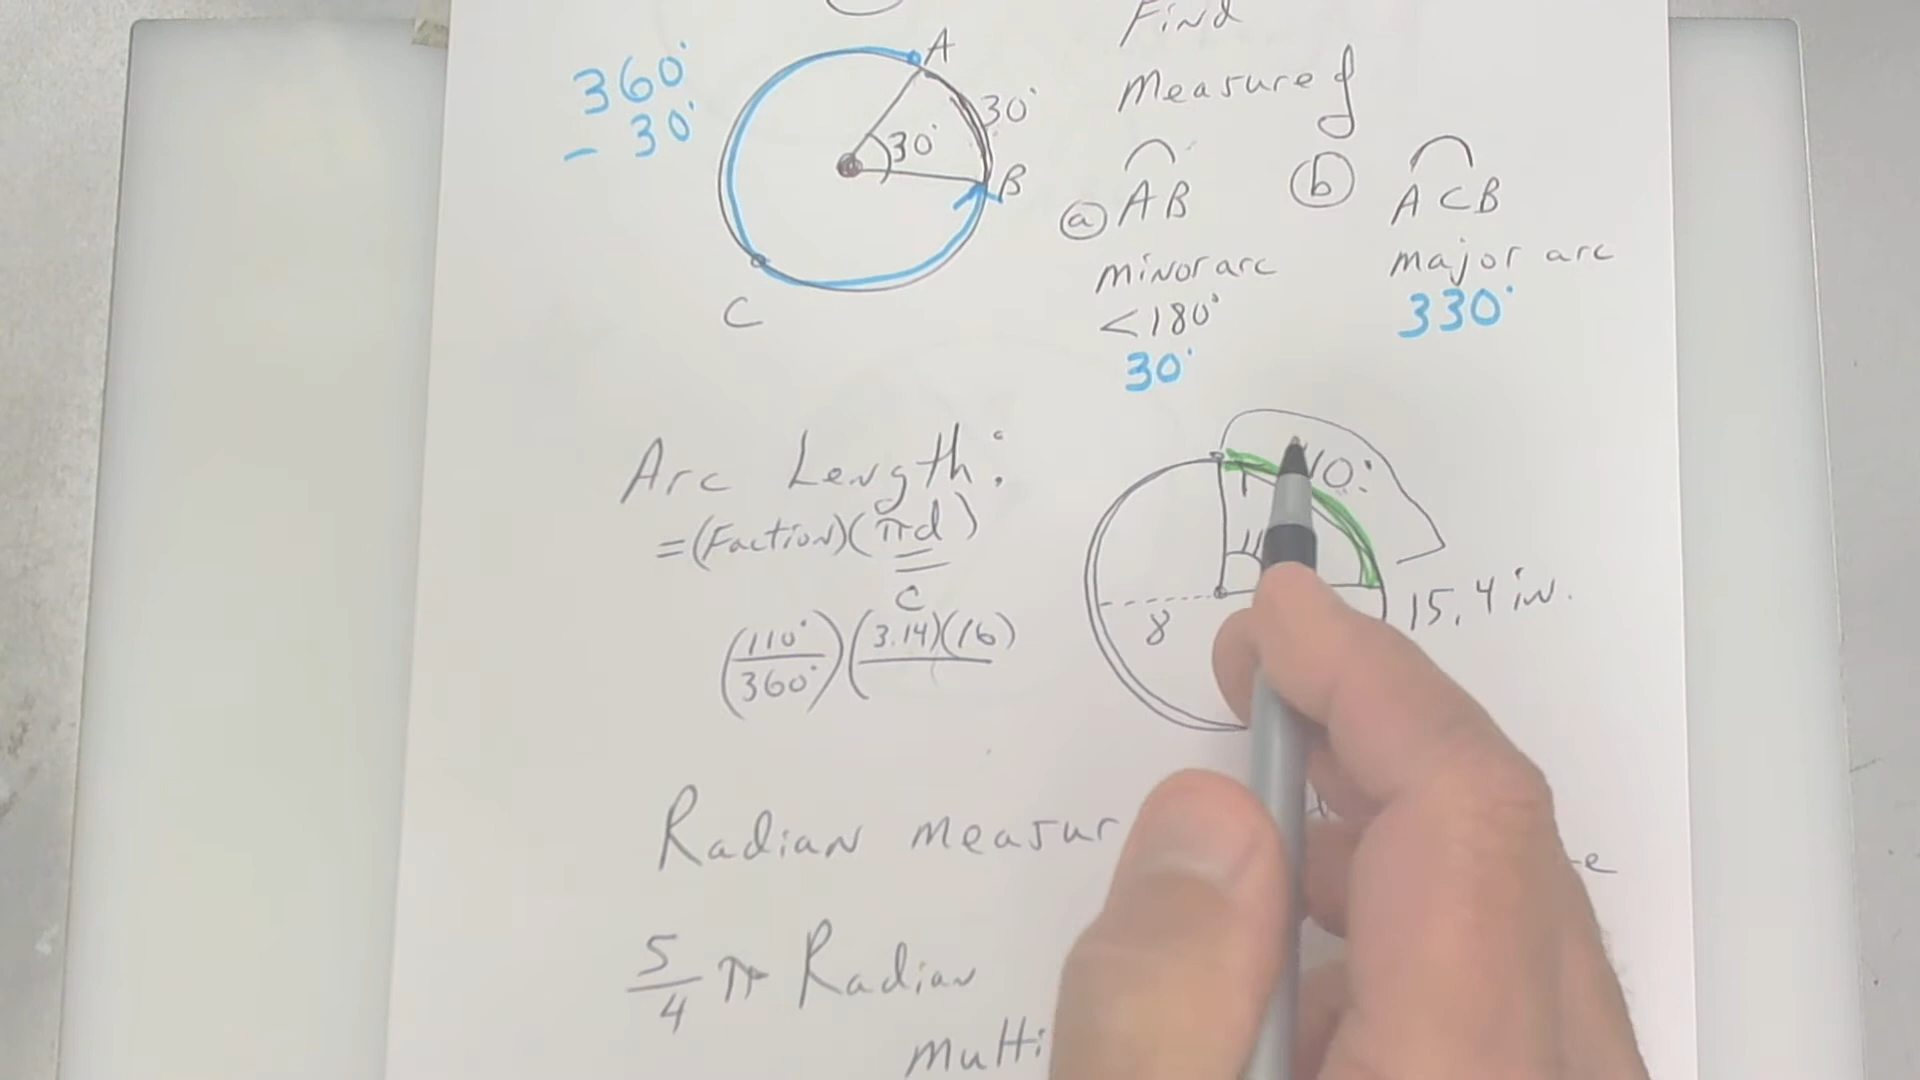 Find
Measure of
360°
- 30°
A
30°
30°
B
C
(a) AB
(b) ACB
minor arc
<180°
30°
major arc
330°
Arc Length:
=(Faction)(πd)
C
(110°/360°)(3.14)(16)
8
15.4 in.
Radian measur
5/4 π Radian